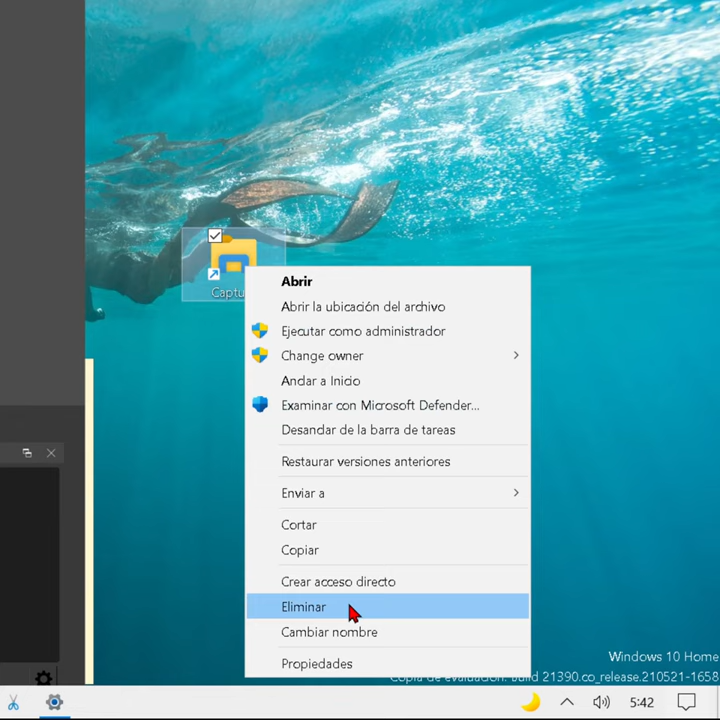 Captu
Abrir
Abrir la ubicación del archivo
Ejecutar como administrador
Change owner
Andar a Inicio
Examinar con Microsoft Defender...
Desandar de la barra de tareas
Restaurar versiones anteriores
Enviar a
Cortar
Copiar
Crear acceso directo
Eliminar
Cambiar nombre
Propiedades
Windows 10 Home
Copia de evaluación. Build 21390.co_release.210521-1658
5:42